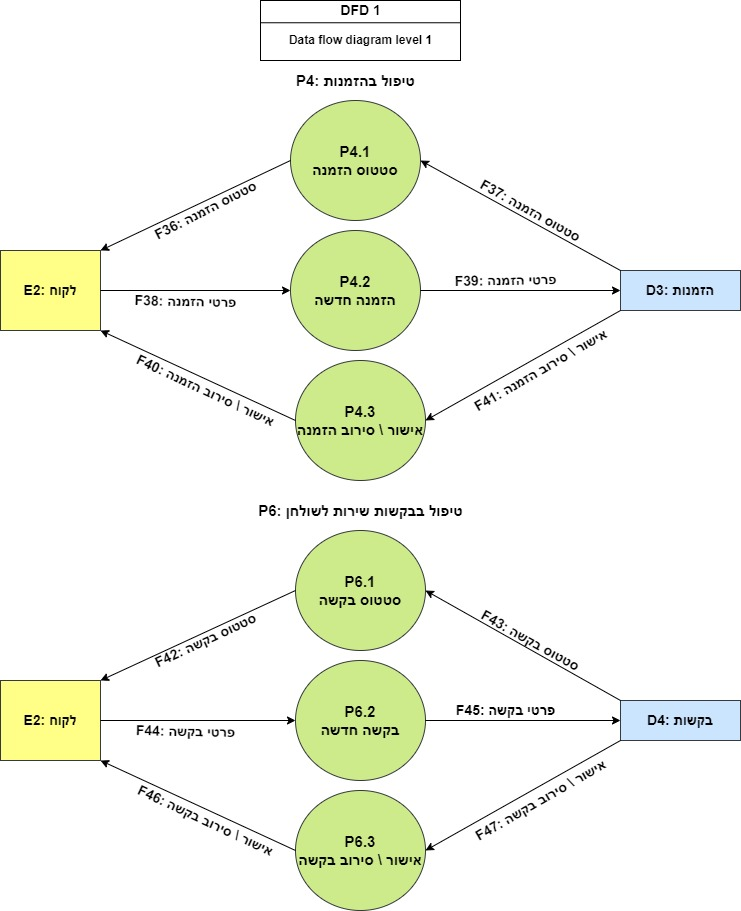 DFD 1
Data flow diagram level 1
P4: טיפול בהזמנות
P4.1
סטטוס הזמנה
F36: סטטוס הזמנה
F37: סטטוס הזמנה
E2: לקוח
F38: פרטי הזמנה
P4.2
הזמנה חדשה
F39: פרטי הזמנה
D3: הזמנות
F40: אישור \ סירוב הזמנה
P4.3
אישור \ סירוב הזמנה
F41: אישור \ סירוב הזמנה
P6: טיפול בבקשות שירות לשולחן
P6.1
סטטוס בקשה
F42: סטטוס בקשה
F43: סטטוס בקשה
E2: לקוח
F44: פרטי בקשה
P6.2
בקשה חדשה
F45: פרטי בקשה
D4: בקשות
F46: אישור \ סירוב בקשה
P6.3
אישור \ סירוב בקשה
F47: אישור \ סירוב בקשה